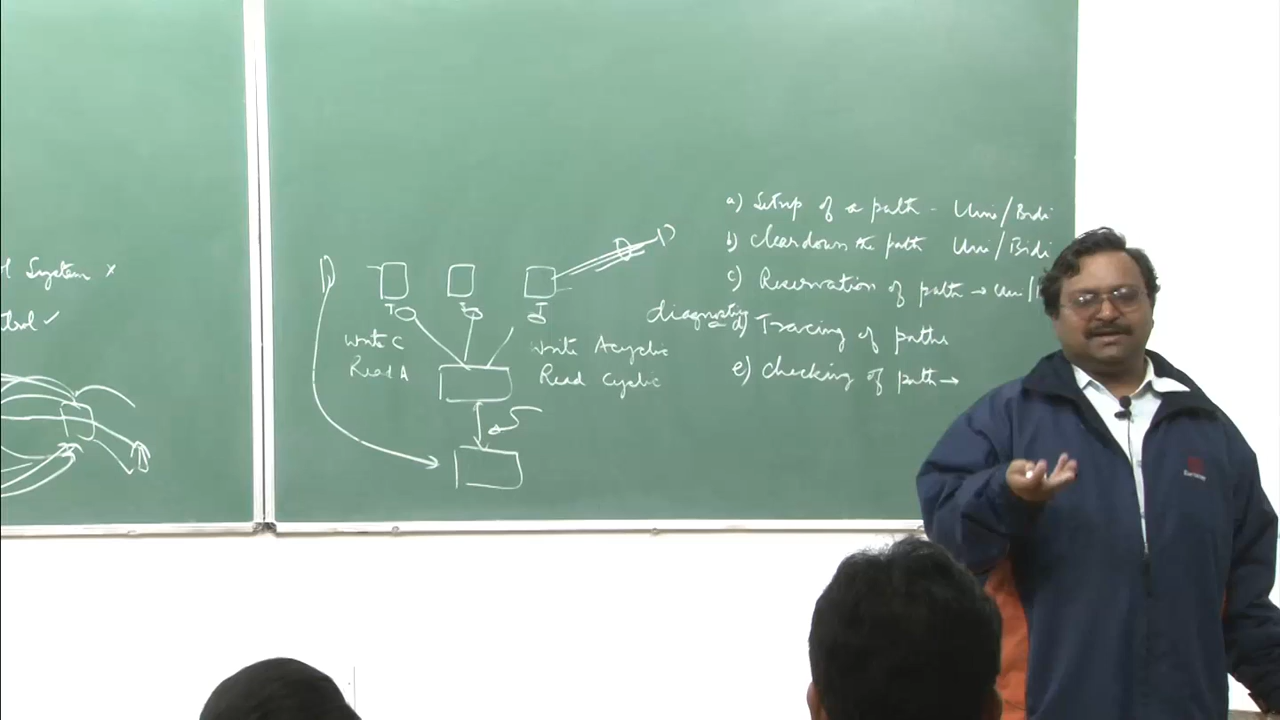 System x
a) Setup of a path - Uni/Bidi
b) Cleardown the path Uni/Bidi
c) Reservation of path → Uni/
diagnostic
d) Tracing of paths
e) Checking of path →
Write C
Read A
Write Acyclic
Read Cyclic